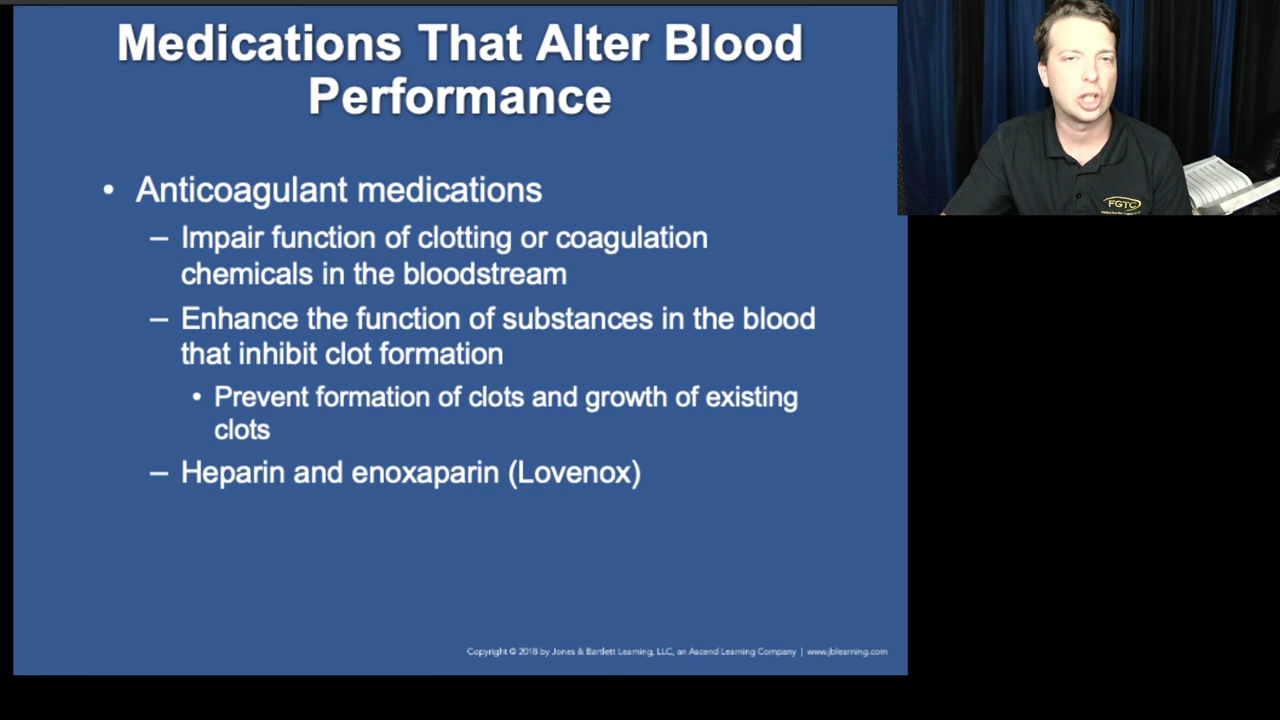 Medications That Alter Blood
Performance
• Anticoagulant medications
– Impair function of clotting or coagulation
chemicals in the bloodstream
– Enhance the function of substances in the blood
that inhibit clot formation
• Prevent formation of clots and growth of existing
clots
– Heparin and enoxaparin (Lovenox)
Copyright © 2018 by Jones & Bartlett Learning, LLC, an Ascend Learning Company | www.jblearning.com
FGTC